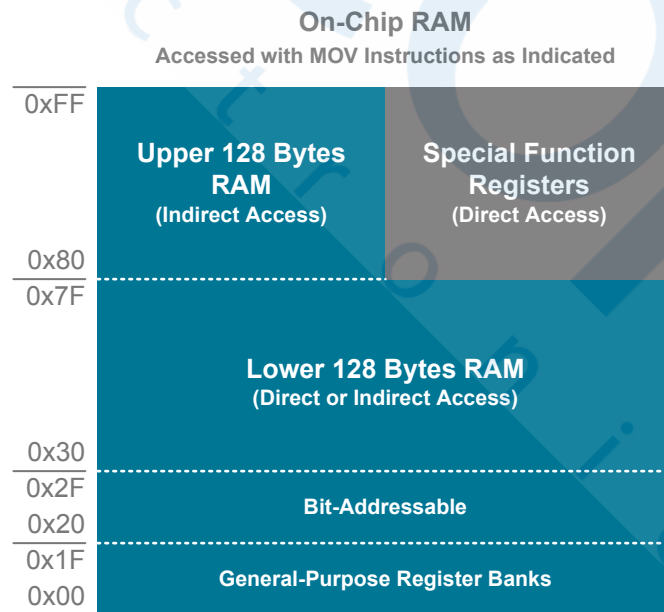 On-Chip RAM
Accessed with MOV Instructions as Indicated
0xFF
Upper 128 Bytes
RAM
(Indirect Access)
Special Function
Registers
(Direct Access)
0x80
0x7F
Lower 128 Bytes RAM
(Direct or Indirect Access)
0x30
0x2F
Bit-Addressable
0x20
0x1F
General-Purpose Register Banks
0x00
c t r o n i